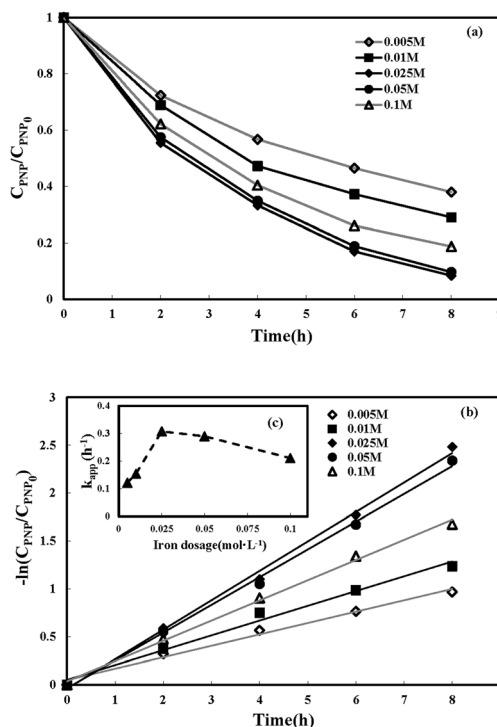 (a)
1
0.8
0.6
0.4
0.2
0
C_PNP/C_PNP₀
0.005M
0.01M
0.025M
0.05M
0.1M
0 1 2 3 4 5 6 7 8
Time(h)
(b)
3
2.5
2
1.5
1
0.5
0
-ln(C_PNP/C_PNP₀)
(c)
0.4
0.3
0.2
0.1
0
k_app (h⁻¹)
0 0.025 0.05 0.075 0.1
Iron dosage(mol·L⁻¹)
0.005M
0.01M
0.025M
0.05M
0.1M
0 1 2 3 4 5 6 7 8
Time(h)